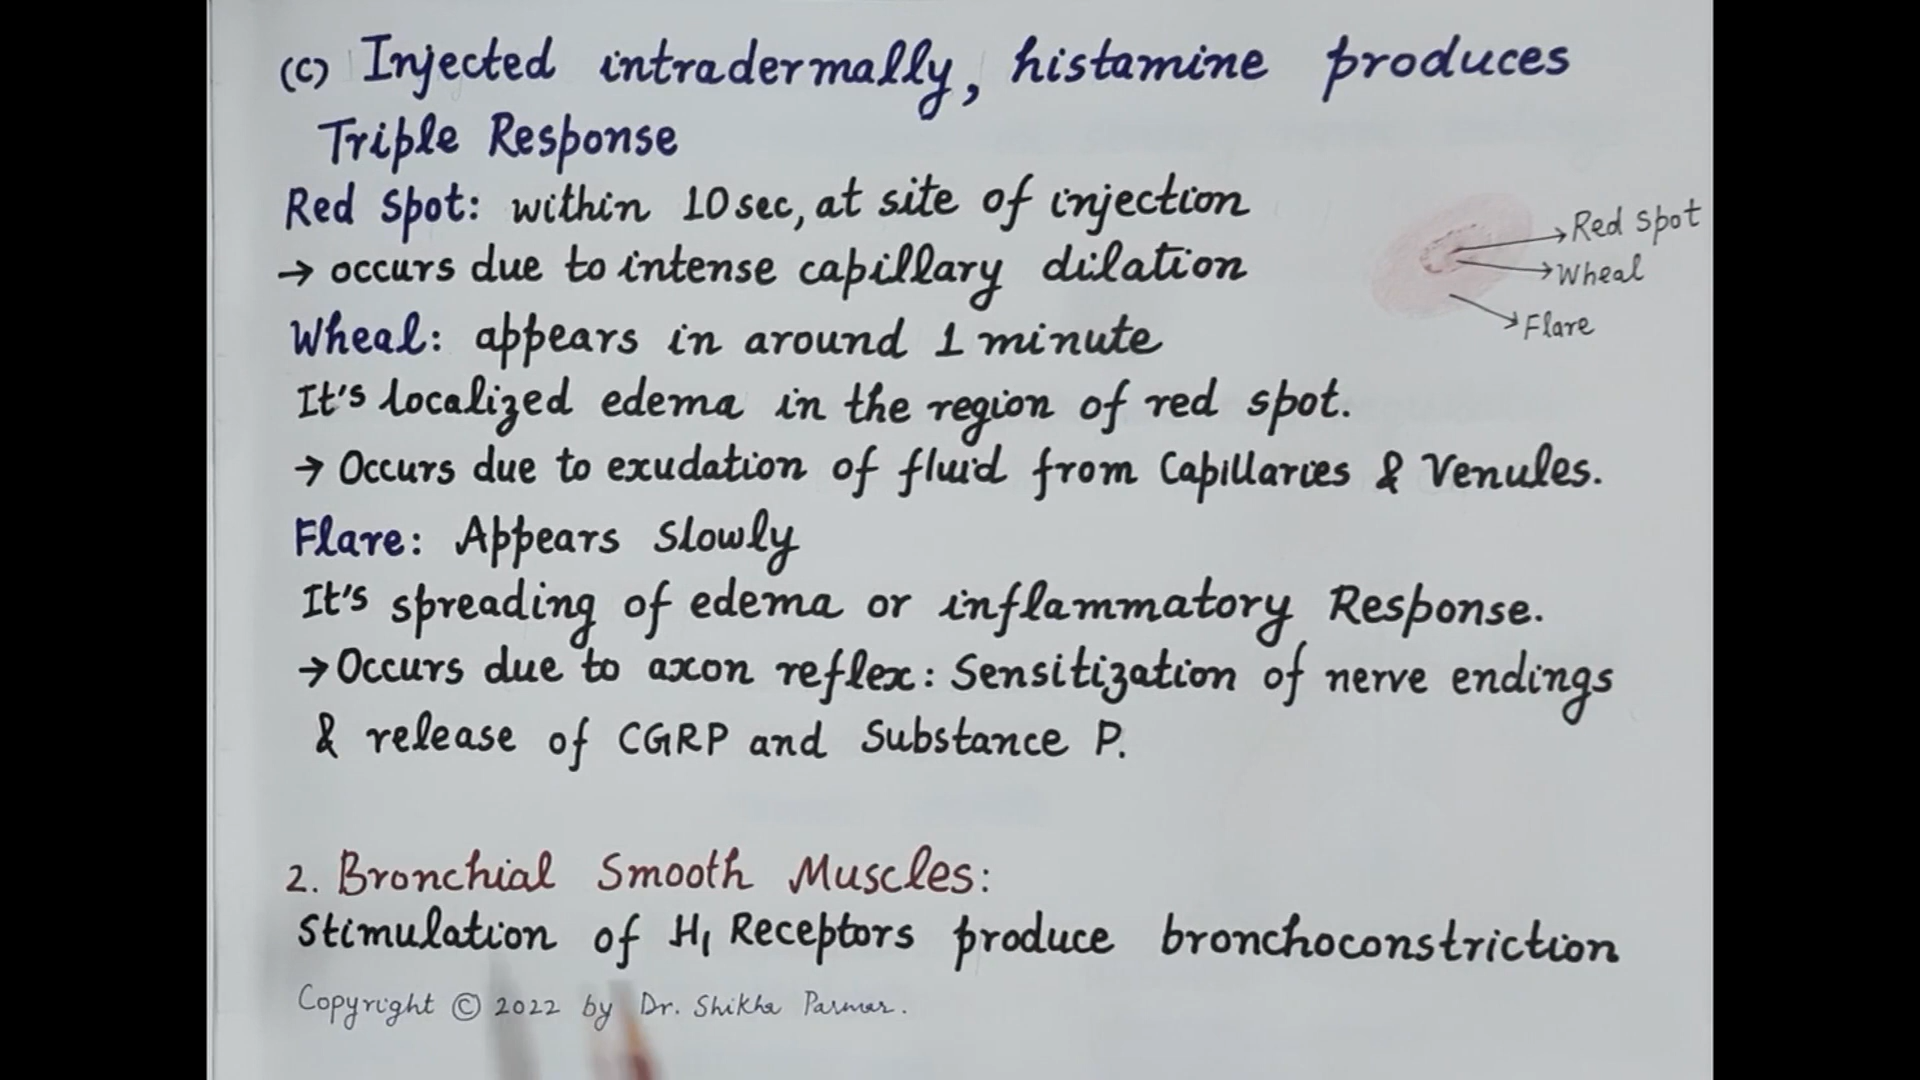 (C) Injected intradermally, histamine produces
Triple Response
Red Spot: within 10 sec, at site of injection
→ occurs due to intense capillary dilation
Wheal: appears in around 1 minute
It's localized edema in the region of red spot.
→ Occurs due to exudation of fluid from Capillaries & Venules.
Flare: Appears Slowly
It's spreading of edema or inflammatory Response.
→ Occurs due to axon reflex: Sensitization of nerve endings
& release of CGRP and Substance P.
Red Spot
Wheal
Flare
2. Bronchial Smooth Muscles:
Stimulation of H1 Receptors produce bronchoconstriction
Copyright © 2022 by Dr. Shikha Parmar.